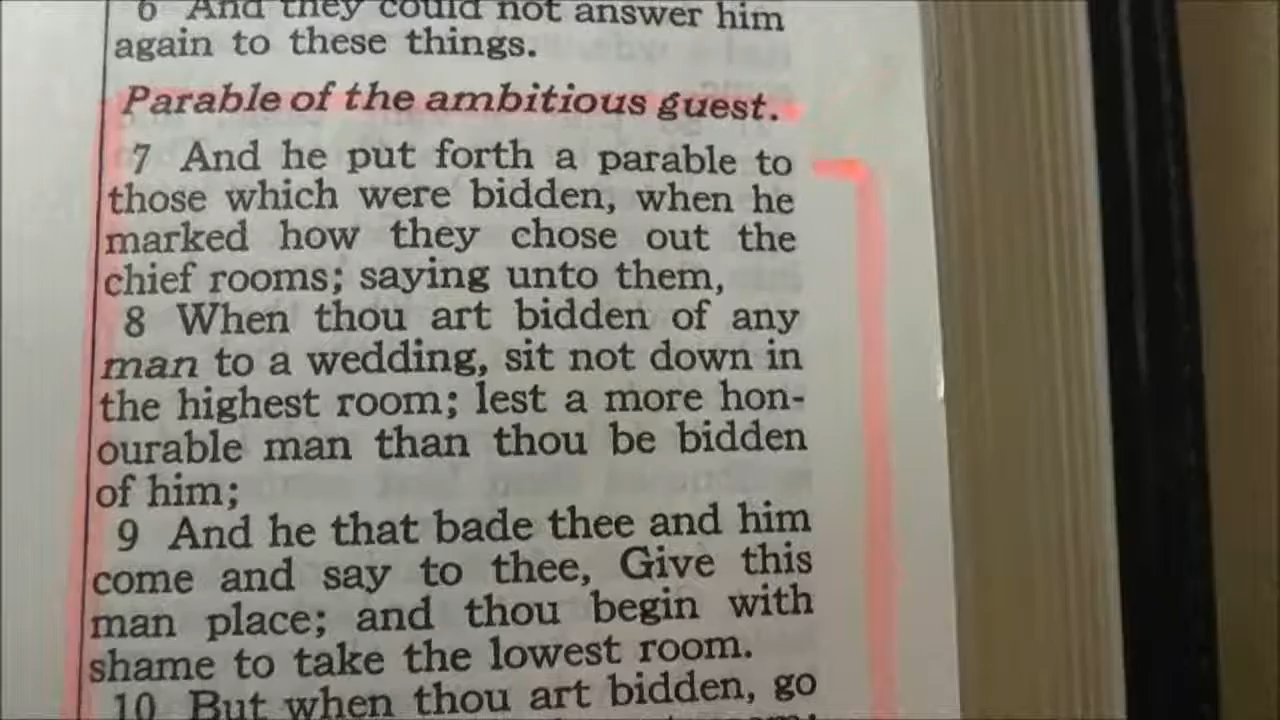 6 And they could not answer him
again to these things.
Parable of the ambitious guest.
7 And he put forth a parable to
those which were bidden, when he
marked how they chose out the
chief rooms; saying unto them,
8 When thou art bidden of any
man to a wedding, sit not down in
the highest room; lest a more hon-
ourable man than thou be bidden
of him;
9 And he that bade thee and him
come and say to thee, Give this
man place; and thou begin with
shame to take the lowest room.
10 But when thou art bidden, go